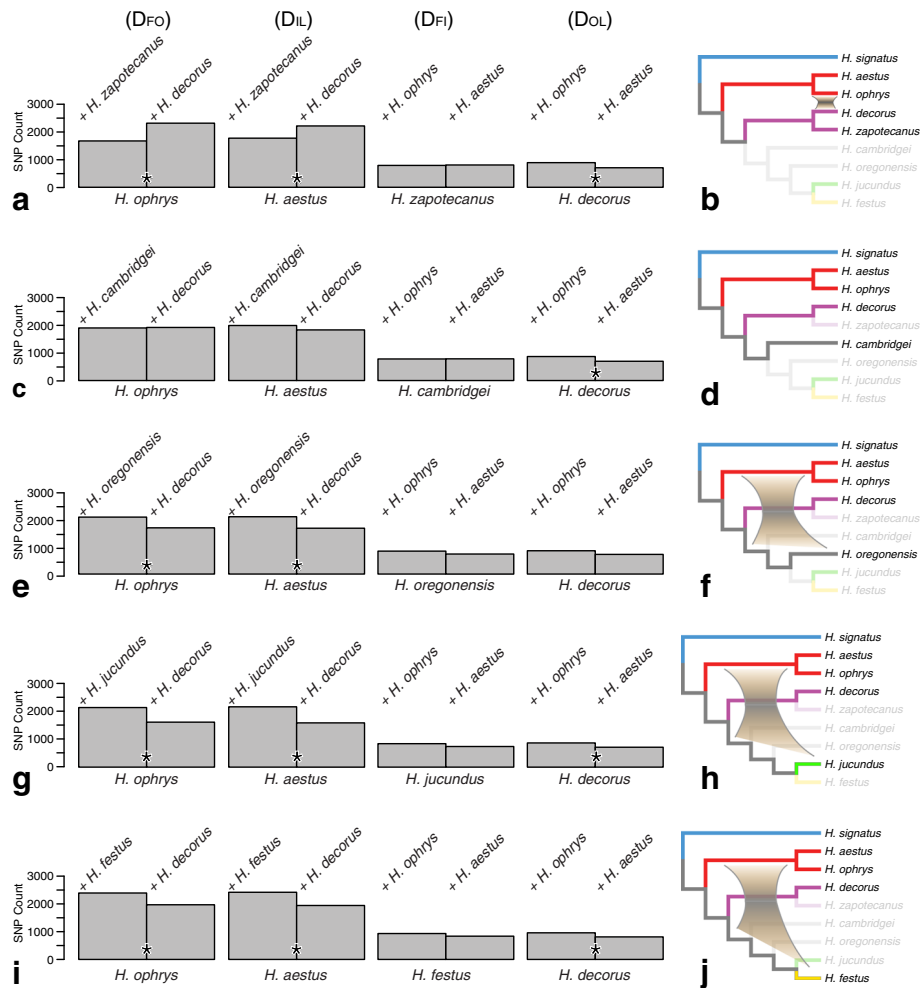 (DFO) (DIL) (DFI) (DOL)
+ H. zapotecanus + H. decorus + H. zapotecanus + H. decorus + H. ophrys + H. aestus + H. ophrys + H. aestus
SNP Count
3000
2000
1000
0
* * *
a H. ophrys H. aestus H. zapotecanus H. decorus
H. signatus
H. aestus
H. ophrys
H. decorus
H. zapotecanus
H. cambridgei
H. oregonensis
H. jucundus
H. festus
b
+ H. cambridgei + H. decorus + H. cambridgei + H. decorus + H. ophrys + H. aestus + H. ophrys + H. aestus
SNP Count
3000
2000
1000
0
*
c H. ophrys H. aestus H. cambridgei H. decorus
H. signatus
H. aestus
H. ophrys
H. decorus
H. zapotecanus
H. cambridgei
H. oregonensis
H. jucundus
H. festus
d
+ H. oregonensis + H. decorus + H. oregonensis + H. decorus + H. ophrys + H. aestus + H. ophrys + H. aestus
SNP Count
3000
2000
1000
0
* *
e H. ophrys H. aestus H. oregonensis H. decorus
H. signatus
H. aestus
H. ophrys
H. decorus
H. zapotecanus
H. cambridgei
H. oregonensis
H. jucundus
H. festus
f
+ H. jucundus + H. decorus + H. jucundus + H. decorus + H. ophrys + H. aestus + H. ophrys + H. aestus
SNP Count
3000
2000
1000
0
* * *
g H. ophrys H. aestus H. jucundus H. decorus
H. signatus
H. aestus
H. ophrys
H. decorus
H. zapotecanus
H. cambridgei
H. oregonensis
H. jucundus
H. festus
h
+ H. festus + H. decorus + H. festus + H. decorus + H. ophrys + H. aestus + H. ophrys + H. aestus
SNP Count
3000
2000
1000
0
* * *
i H. ophrys H. aestus H. festus H. decorus
H. signatus
H. aestus
H. ophrys
H. decorus
H. zapotecanus
H. cambridgei
H. oregonensis
H. jucundus
H. festus
j